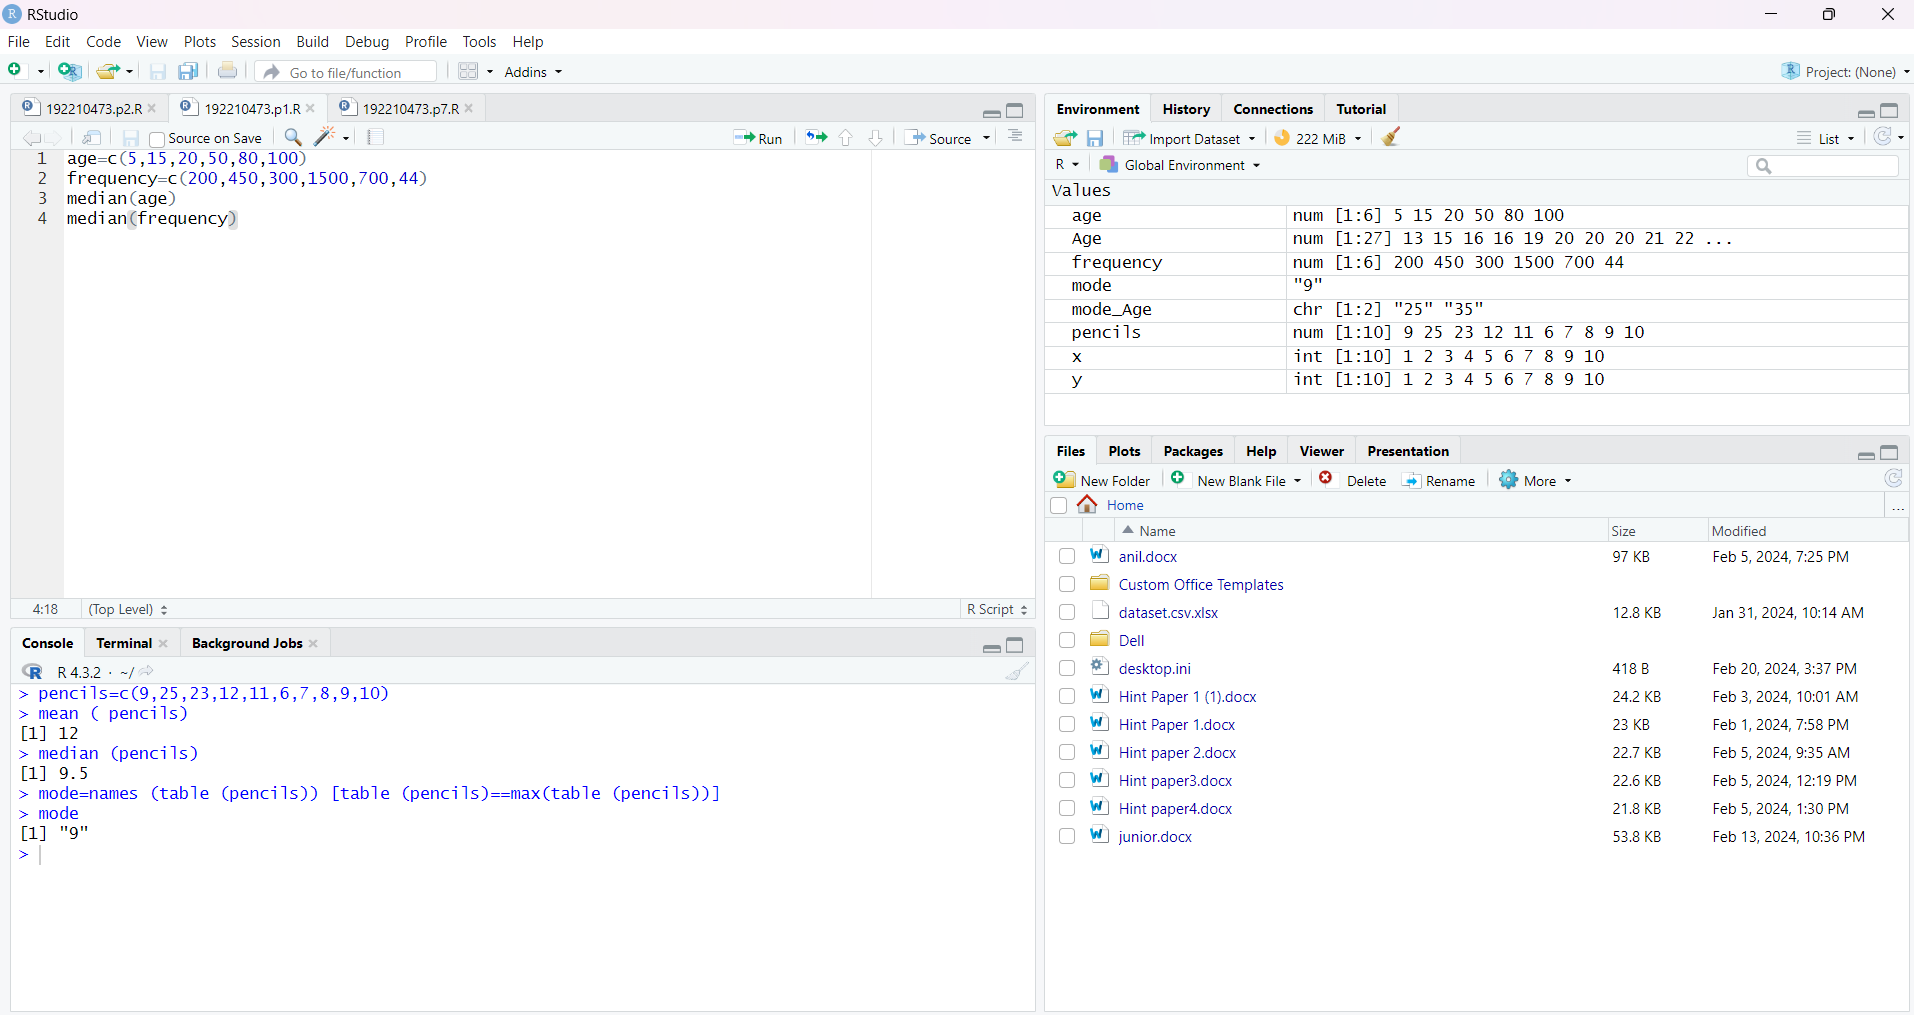 RStudio
File Edit Code View Plots Session Build Debug Profile Tools Help
Go to file/function Addins Project: (None)
192210473.p2.R 192210473.p1.R 192210473.p7.R
Source on Save Run Source
1 age=c(5,15,20,50,80,100)
2 frequency=c(200,450,300,1500,700,44)
3 median(age)
4 median(frequency)
4:18 (Top Level) R Script
Console Terminal Background Jobs
R 4.3.2 · ~/
> pencils=c(9,25,23,12,11,6,7,8,9,10)
> mean ( pencils)
[1] 12
> median (pencils)
[1] 9.5
> mode=names (table (pencils)) [table (pencils)==max(table (pencils))]
> mode
[1] "9"
>
Environment History Connections Tutorial
Import Dataset 222 MiB List
R Global Environment
Values
age num [1:6] 5 15 20 50 80 100
Age num [1:27] 13 15 16 16 19 20 20 20 21 22 ...
frequency num [1:6] 200 450 300 1500 700 44
mode "9"
mode_Age chr [1:2] "25" "35"
pencils num [1:10] 9 25 23 12 11 6 7 8 9 10
x int [1:10] 1 2 3 4 5 6 7 8 9 10
y int [1:10] 1 2 3 4 5 6 7 8 9 10
Files Plots Packages Help Viewer Presentation
New Folder New Blank File Delete Rename More
Home ...
Name Size Modified
anil.docx 97 KB Feb 5, 2024, 7:25 PM
Custom Office Templates
dataset.csv.xlsx 12.8 KB Jan 31, 2024, 10:14 AM
Dell
desktop.ini 418 B Feb 20, 2024, 3:37 PM
Hint Paper 1 (1).docx 24.2 KB Feb 3, 2024, 10:01 AM
Hint Paper 1.docx 23 KB Feb 1, 2024, 7:58 PM
Hint paper 2.docx 22.7 KB Feb 5, 2024, 9:35 AM
Hint paper3.docx 22.6 KB Feb 5, 2024, 12:19 PM
Hint paper4.docx 21.8 KB Feb 5, 2024, 1:30 PM
junior.docx 53.8 KB Feb 13, 2024, 10:36 PM